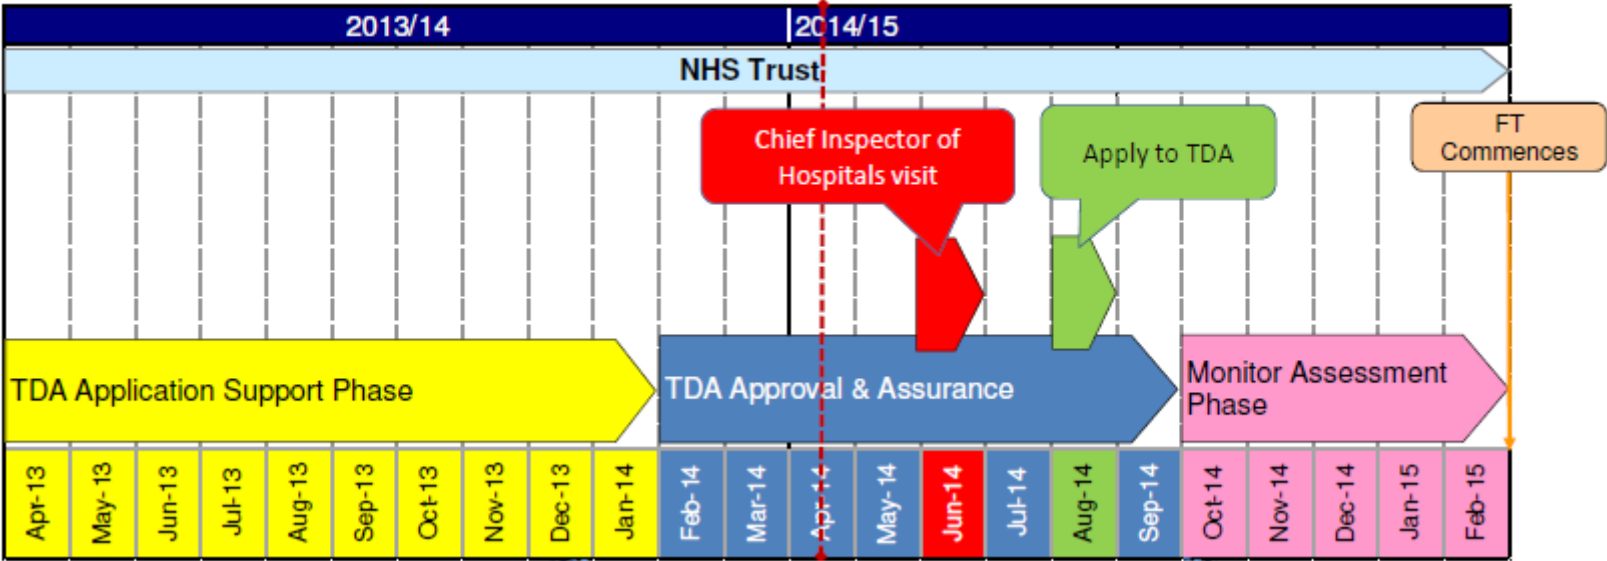 2013/14
2014/15
NHS Trust
Chief Inspector of
Hospitals visit
Apply to TDA
FT
Commences
TDA Application Support Phase
TDA Approval & Assurance
Monitor Assessment
Phase
Apr-13
May-13
Jun-13
Jul-13
Aug-13
Sep-13
Oct-13
Nov-13
Dec-13
Jan-14
Feb-14
Mar-14
Apr-14
May-14
Jun-14
Jul-14
Aug-14
Sep-14
Oct-14
Nov-14
Dec-14
Jan-15
Feb-15